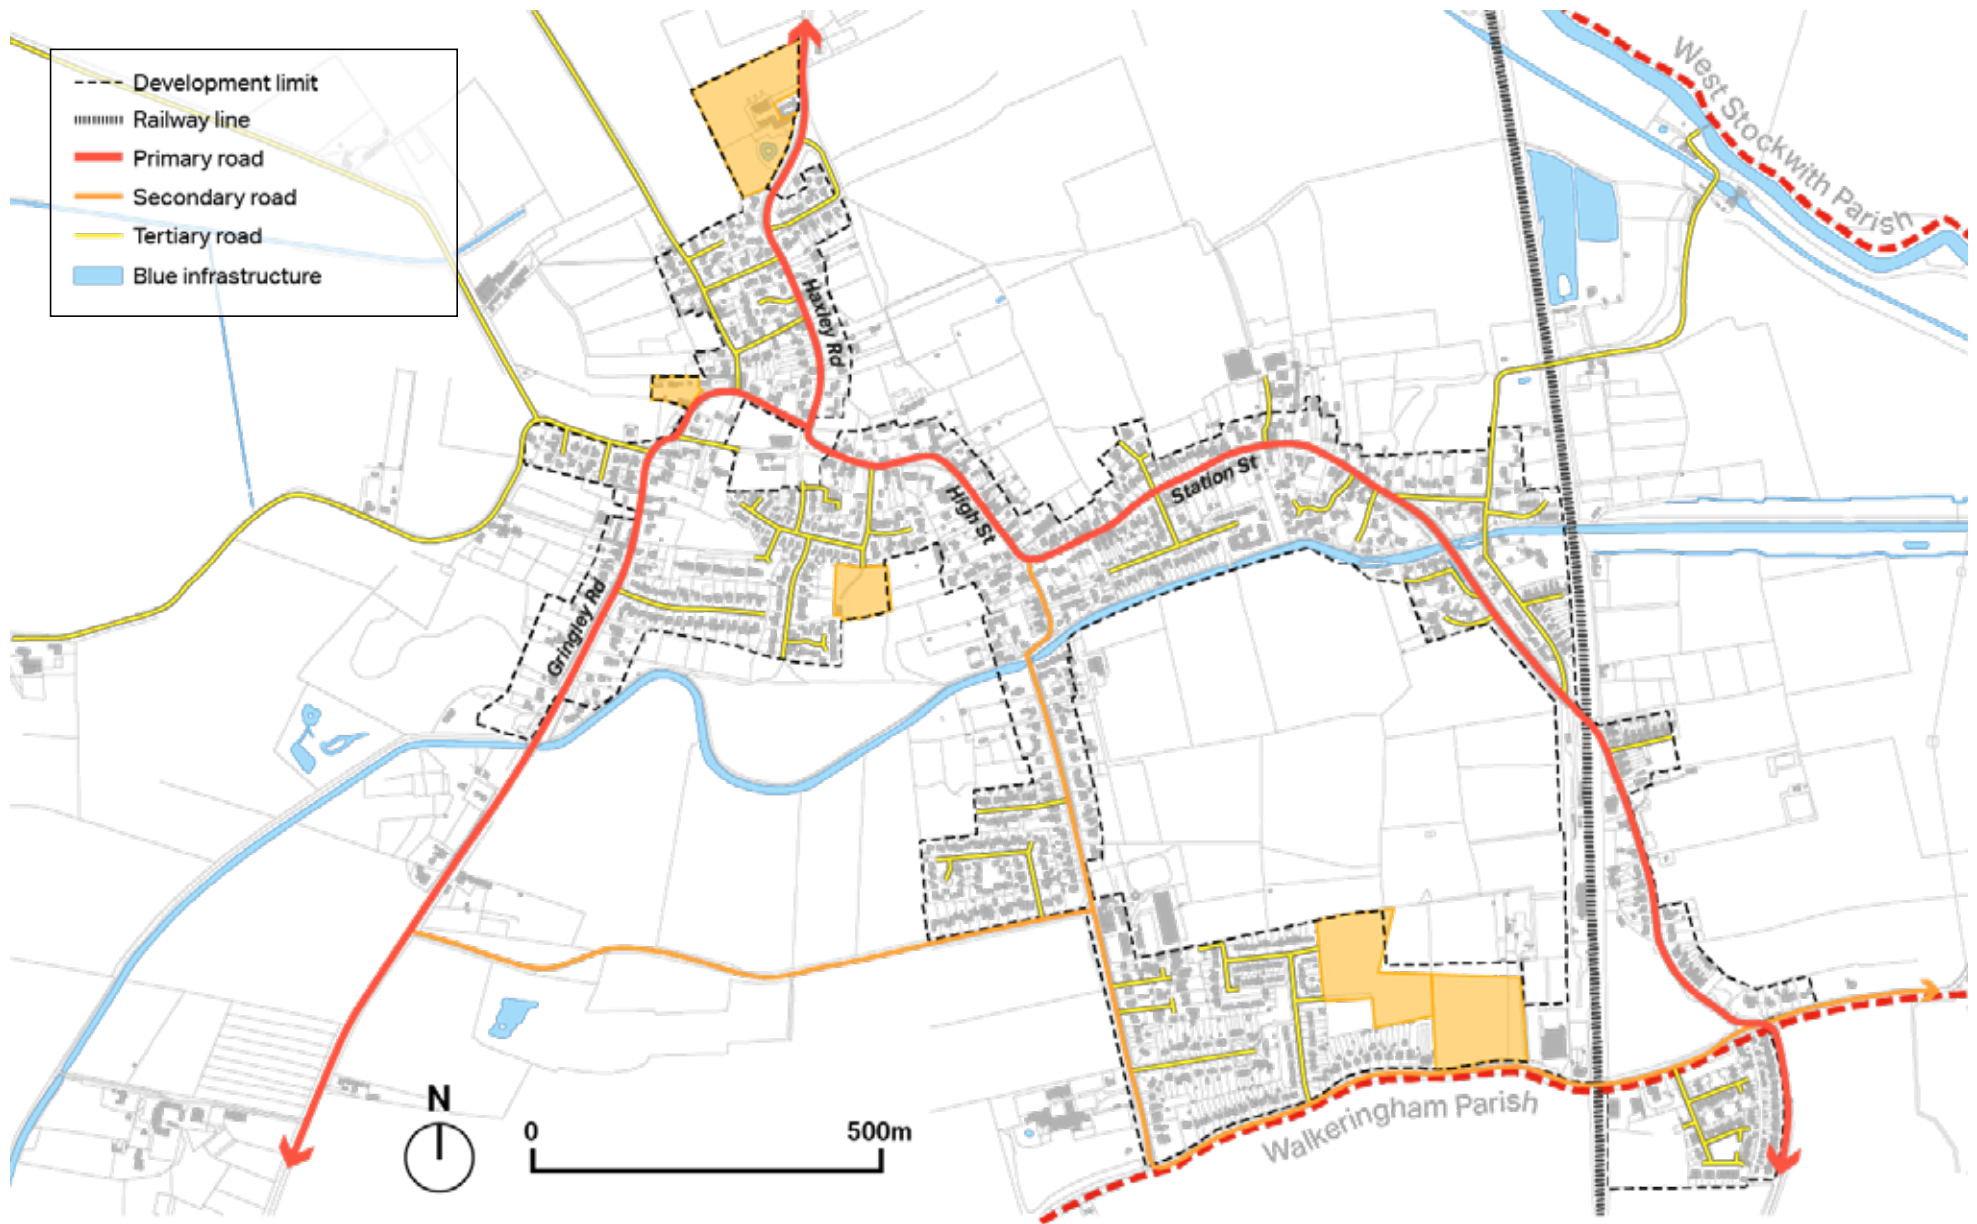 Development limit
Railway line
Primary road
Secondary road
Tertiary road
Blue infrastructure
West Stockwith Parish
Haxley Rd
High St
Station St
Gringley Rd
N
0
500m
Walkeringham Parish